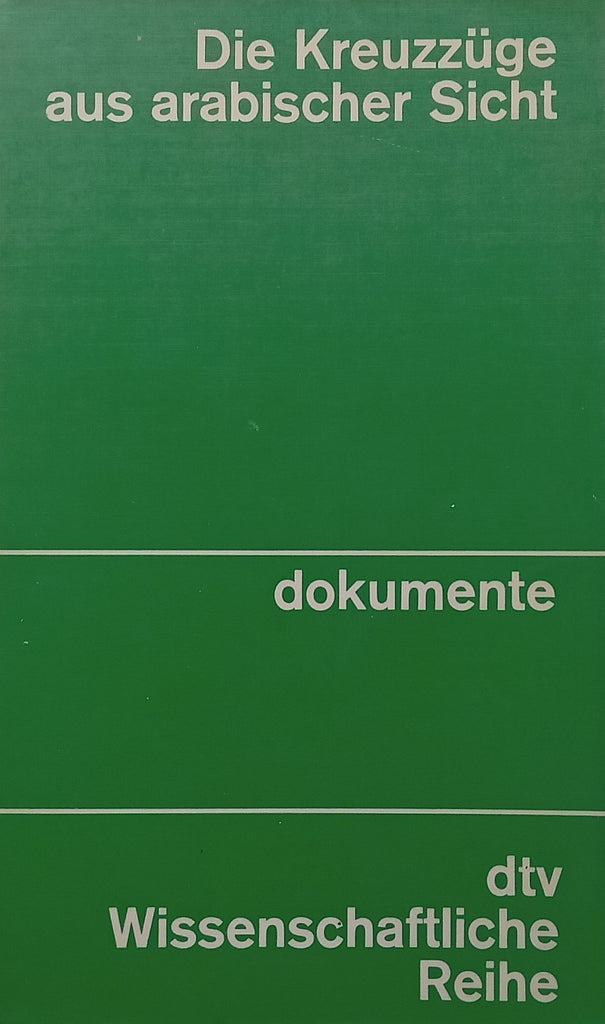 Die Kreuzzüge
aus arabischer Sicht
dokumente
dtv
Wissenschaftliche
Reihe